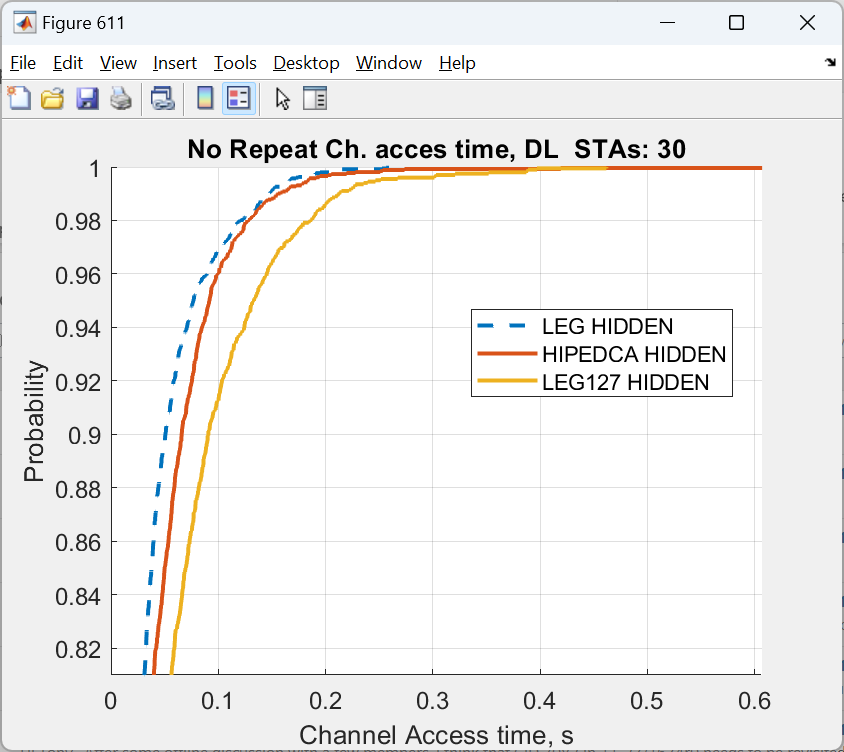 Figure 611
File Edit View Insert Tools Desktop Window Help
No Repeat Ch. acces time, DL  STAs: 30
1
0.98
0.96
0.94
0.92
0.9
0.88
0.86
0.84
0.82
Probability
LEG HIDDEN
HIPEDCA HIDDEN
LEG127 HIDDEN
0 0.1 0.2 0.3 0.4 0.5 0.6
Channel Access time, s